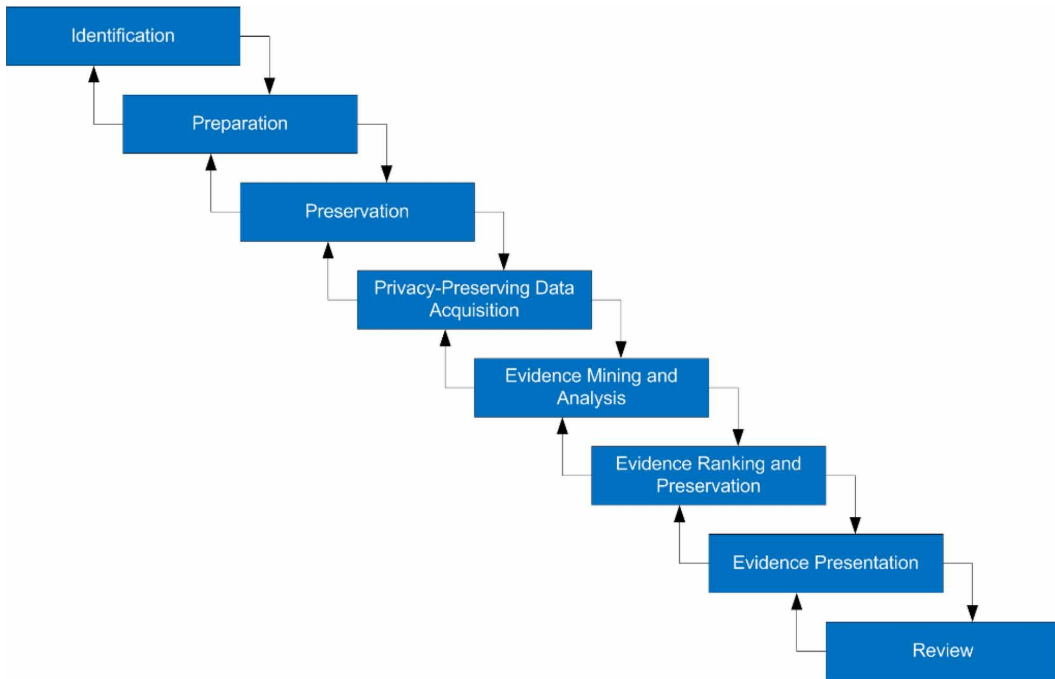 Identification
Preparation
Preservation
Privacy-Preserving Data
Acquisition
Evidence Mining and
Analysis
Evidence Ranking and
Preservation
Evidence Presentation
Review